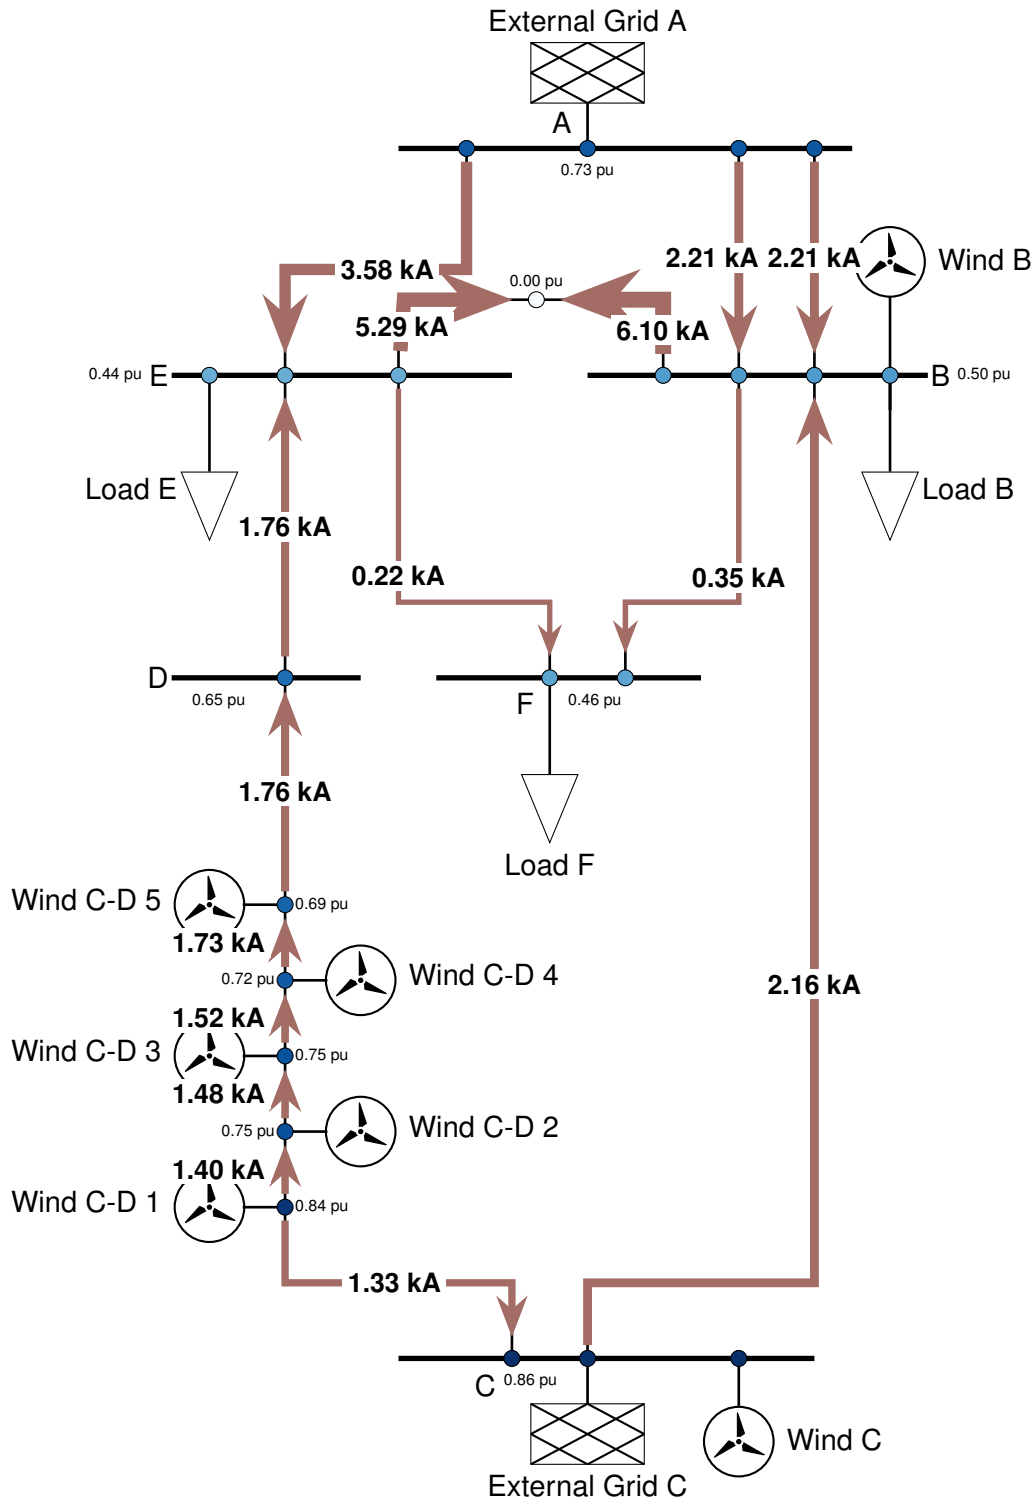 External Grid A
A
0.73 pu
Wind B
2.21 kA
2.21 kA
3.58 kA
0.00 pu
5.29 kA
6.10 kA
0.44 pu
E
B
0.50 pu
Load E
Load B
1.76 kA
0.22 kA
0.35 kA
D
0.65 pu
F
0.46 pu
1.76 kA
Load F
Wind C-D 5
0.69 pu
1.73 kA
0.72 pu
Wind C-D 4
2.16 kA
1.52 kA
Wind C-D 3
0.75 pu
1.48 kA
0.75 pu
Wind C-D 2
1.40 kA
Wind C-D 1
0.84 pu
1.33 kA
C
0.86 pu
Wind C
External Grid C